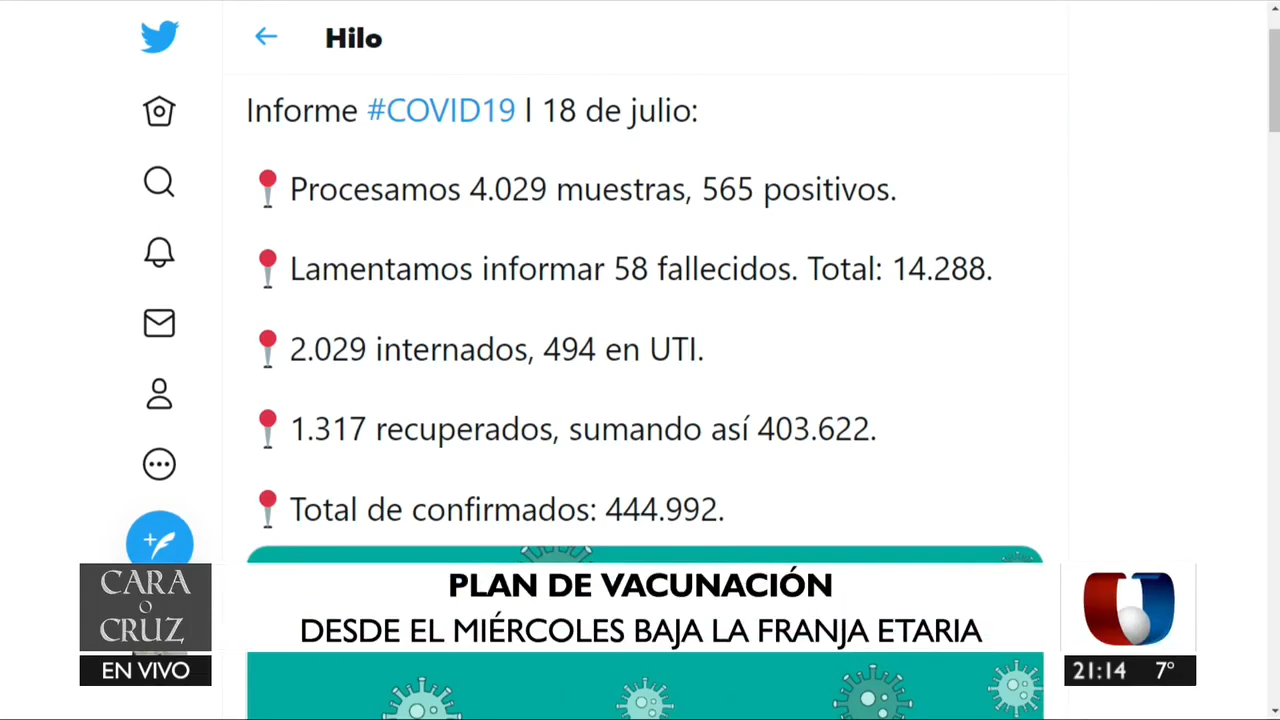 Hilo
Informe #COVID19 | 18 de julio:
📍Procesamos 4.029 muestras, 565 positivos.
📍Lamentamos informar 58 fallecidos. Total: 14.288.
📍2.029 internados, 494 en UTI.
📍1.317 recuperados, sumando así 403.622.
📍Total de confirmados: 444.992.
CARA
O
CRUZ
EN VIVO
PLAN DE VACUNACIÓN
DESDE EL MIÉRCOLES BAJA LA FRANJA ETARIA
21:14 7°